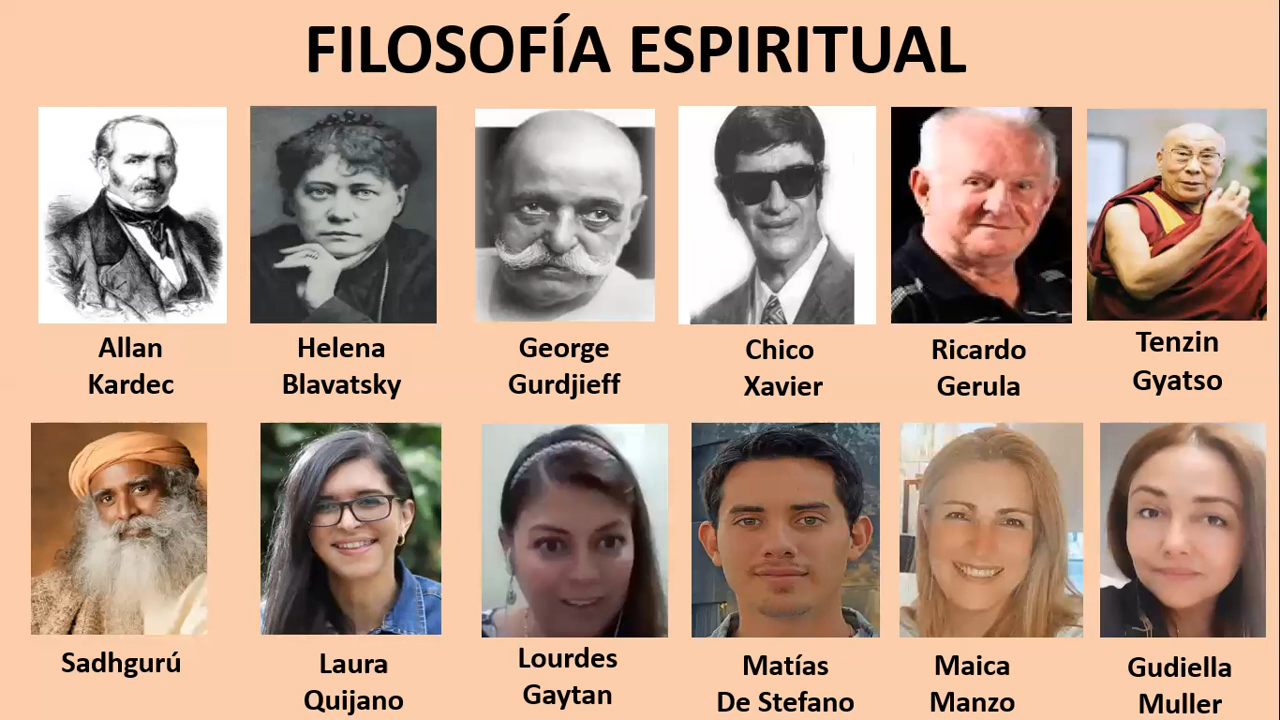 FILOSOFÍA ESPIRITUAL
Allan
Kardec
Helena
Blavatsky
George
Gurdjieff
Chico
Xavier
Ricardo
Gerula
Tenzin
Gyatso
Sadhgurú
Laura
Quijano
Lourdes
Gaytan
Matías
De Stefano
Maica
Manzo
Gudiella
Muller